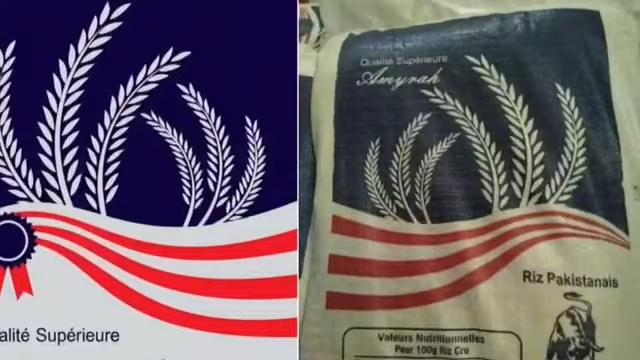 alité Supérieure
Qualité Supérieure
Amyrah
Riz Pakistanais
Valeurs Nutritionnelles
Pour 100g Riz Cru